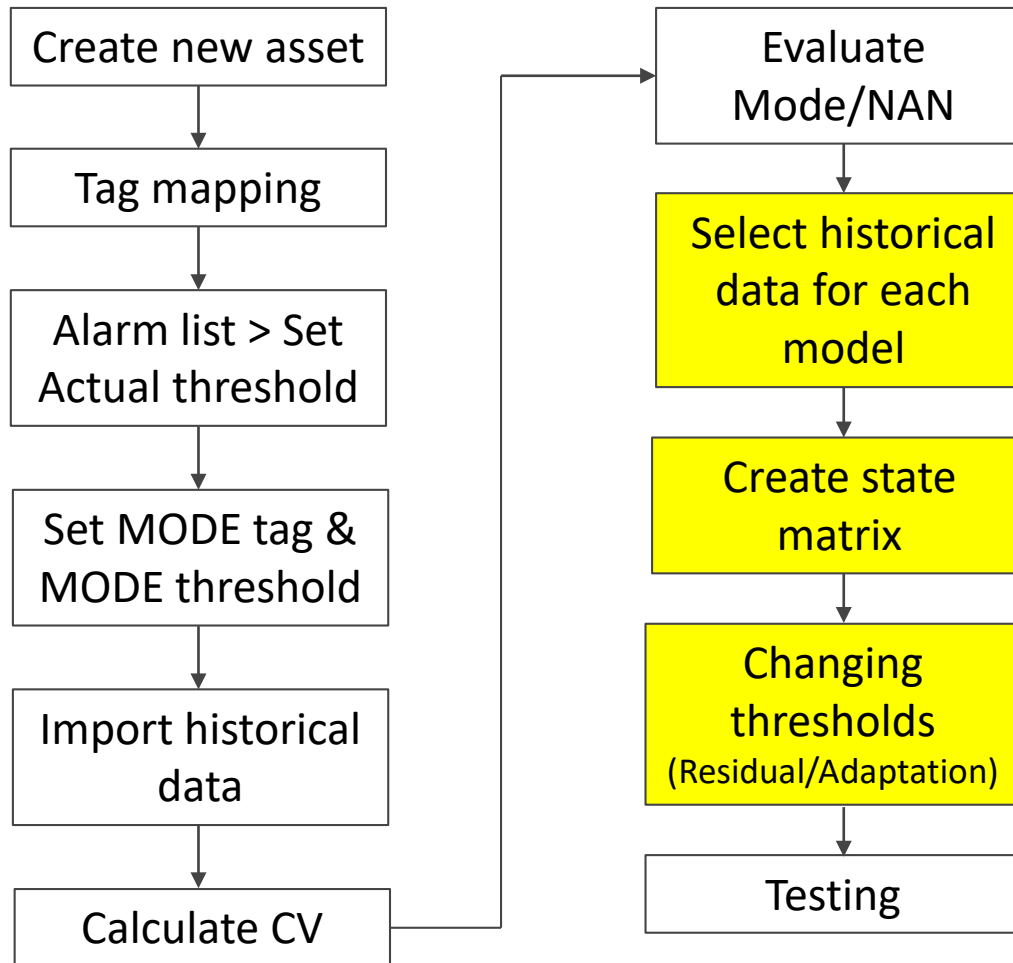 Create new asset
Tag mapping
Alarm list > Set
Actual threshold
Set MODE tag &
MODE threshold
Import historical
data
Calculate CV
Evaluate
Mode/NAN
Select historical
data for each
model
Create state
matrix
Changing
thresholds
(Residual/Adaptation)
Testing